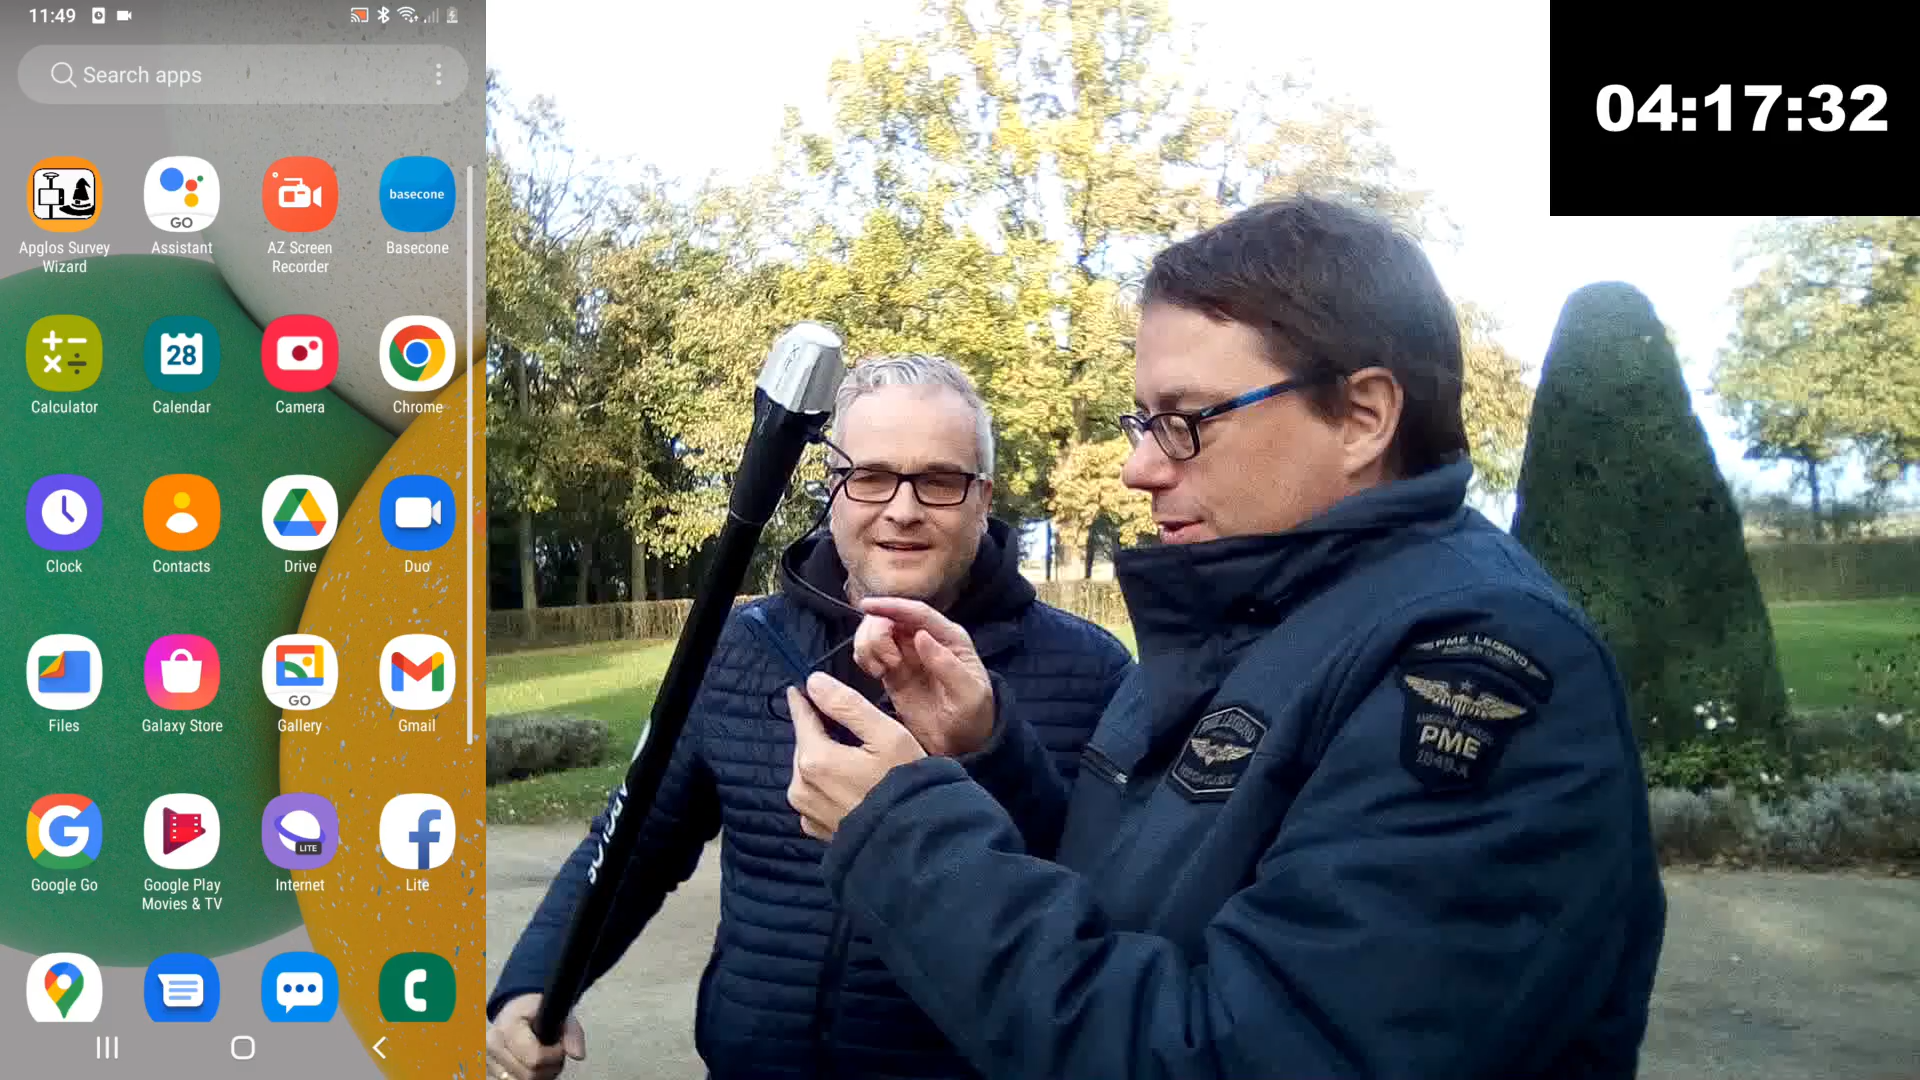 11:49
Search apps
GO
basecone
Apglos Survey
Wizard
Assistant
AZ Screen
Recorder
Basecone
28
Calculator
Calendar
Camera
Chrome
Clock
Contacts
Drive
Duo
GO
Files
Galaxy Store
Gallery
Gmail
LITE
Google Go
Google Play
Movies & TV
Internet
Lite
04:17:32
PME LEGEND
PME